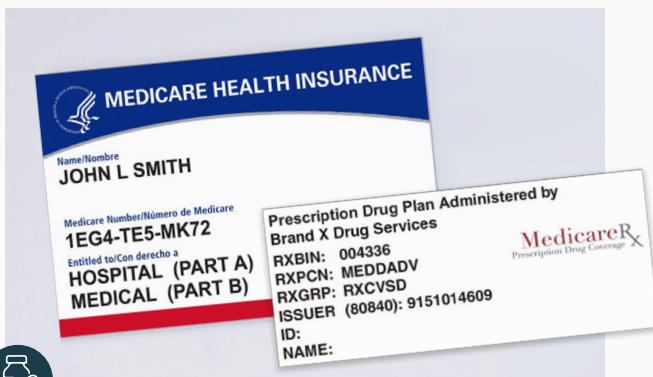 MEDICARE HEALTH INSURANCE
Name/Nombre
JOHN L SMITH
Medicare Number/Número de Medicare
1EG4-TE5-MK72
Entitled to/Con derecho a
HOSPITAL (PART A)
MEDICAL (PART B)
Prescription Drug Plan Administered by
Brand X Drug Services
RXBIN: 004336
RXPCN: MEDDADV
RXGRP: RXCVSD
ISSUER (80840): 9151014609
ID:
NAME:
MedicareRx
Prescription Drug Coverage